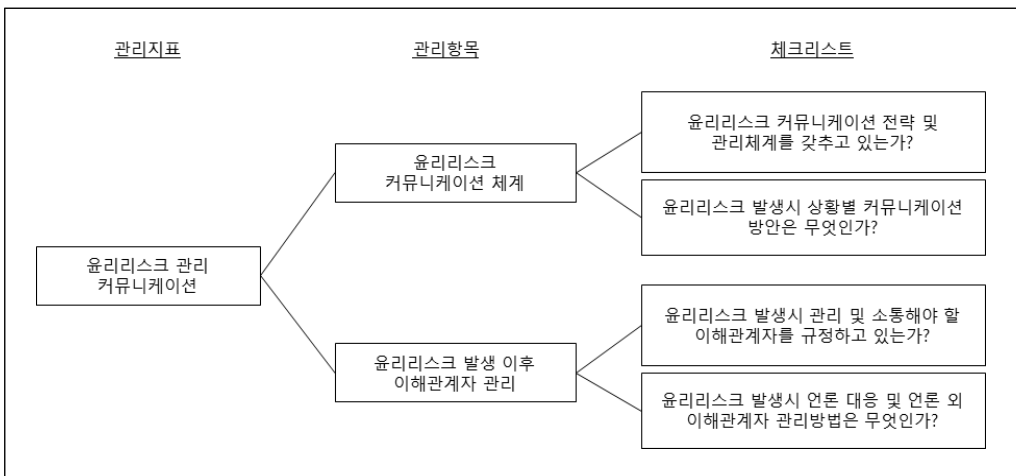 관리지표
관리항목
체크리스트
윤리리스크 관리
커뮤니케이션
윤리리스크
커뮤니케이션 체계
윤리리스크 발생 이후
이해관계자 관리
윤리리스크 커뮤니케이션 전략 및
관리체계를 갖추고 있는가?
윤리리스크 발생시 상황별 커뮤니케이션
방안은 무엇인가?
윤리리스크 발생시 관리 및 소통해야 할
이해관계자를 규정하고 있는가?
윤리리스크 발생시 언론 대응 및 언론 외
이해관계자 관리방법은 무엇인가?